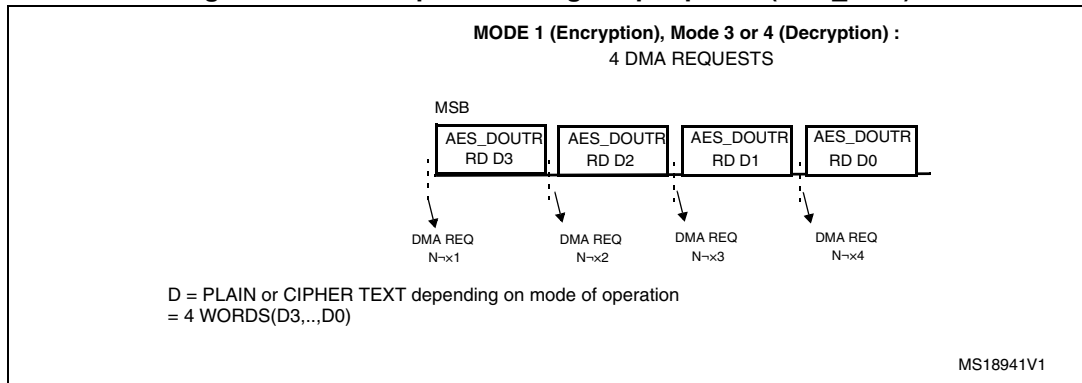 MODE 1 (Encryption), Mode 3 or 4 (Decryption) :
4 DMA REQUESTS
MSB
AES_DOUTR RD D3
AES_DOUTR RD D2
AES_DOUTR RD D1
AES_DOUTR RD D0
DMA REQ N¬×1
DMA REQ N¬×2
DMA REQ N¬×3
DMA REQ N¬×4
D = PLAIN or CIPHER TEXT depending on mode of operation
= 4 WORDS(D3,..,D0)
MS18941V1